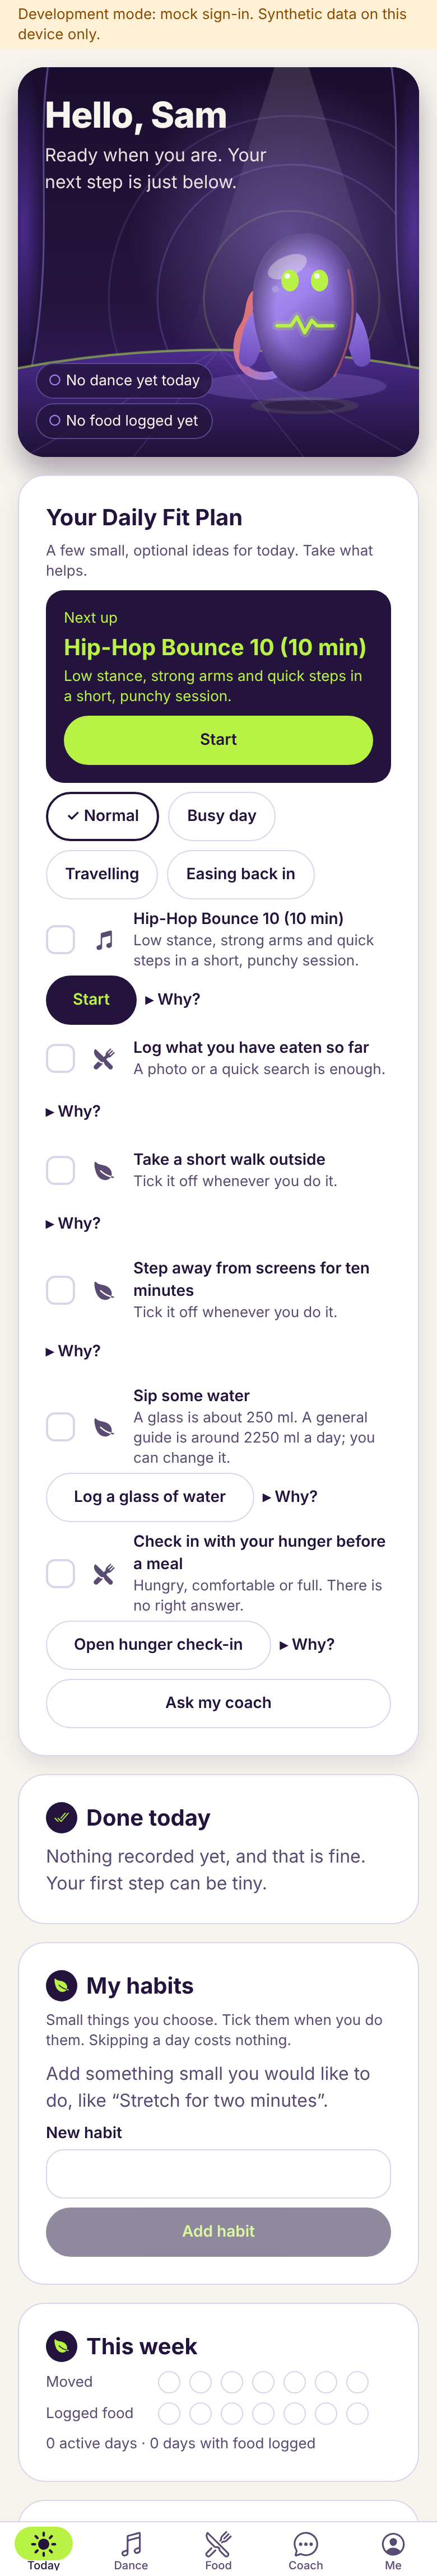 Development mode: mock sign-in. Synthetic data on this
device only.
Hello, Sam
Ready when you are. Your
next step is just below.
No dance yet today
No food logged yet
Your Daily Fit Plan
A few small, optional ideas for today. Take what
helps.
Next up
Hip-Hop Bounce 10 (10 min)
Low stance, strong arms and quick steps in
a short, punchy session.
Start
✓ Normal
Busy day
Travelling
Easing back in
Hip-Hop Bounce 10 (10 min)
Low stance, strong arms and quick
steps in a short, punchy session.
Start
▸ Why?
Log what you have eaten so far
A photo or a quick search is enough.
▸ Why?
Take a short walk outside
Tick it off whenever you do it.
▸ Why?
Step away from screens for ten
minutes
Tick it off whenever you do it.
▸ Why?
Sip some water
A glass is about 250 ml. A general
guide is around 2250 ml a day; you
can change it.
Log a glass of water
▸ Why?
Check in with your hunger before
a meal
Hungry, comfortable or full. There is
no right answer.
Open hunger check-in
▸ Why?
Ask my coach
Done today
Nothing recorded yet, and that is fine.
Your first step can be tiny.
My habits
Small things you choose. Tick them when you do
them. Skipping a day costs nothing.
Add something small you would like to
do, like “Stretch for two minutes”.
New habit
Add habit
This week
Moved
Logged food
0 active days · 0 days with food logged
Today
Dance
Food
Coach
Me